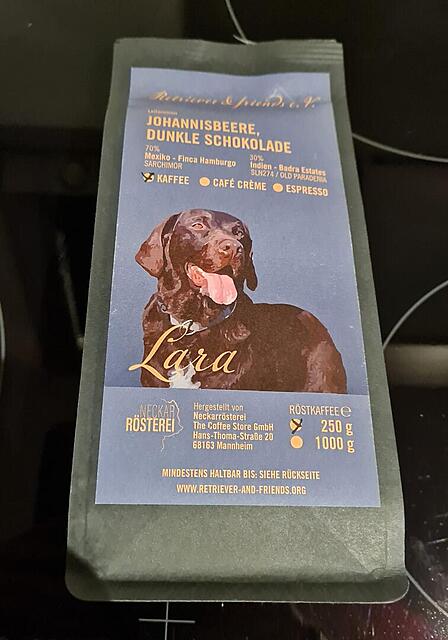 Retriever & friends e.V.
JOHANNISBEERE,
DUNKLE SCHOKOLADE
70%
Mexiko - Finca Hamburgo
SARCHIMOR
30%
Indien - Badra Estates
SLN274 / OLD PARADENIA
KAFFEE
CAFÉ CRÈME
ESPRESSO
Lara
NECKAR
RÖSTEREI
Hergestellt von
Neckarrösterei
The Coffee Store GmbH
Hans-Thoma-Straße 20
68163 Mannheim
RÖSTKAFFEE ℮
250 g
1000 g
MINDESTENS HALTBAR BIS: SIEHE RÜCKSEITE
WWW.RETRIEVER-AND-FRIENDS.ORG